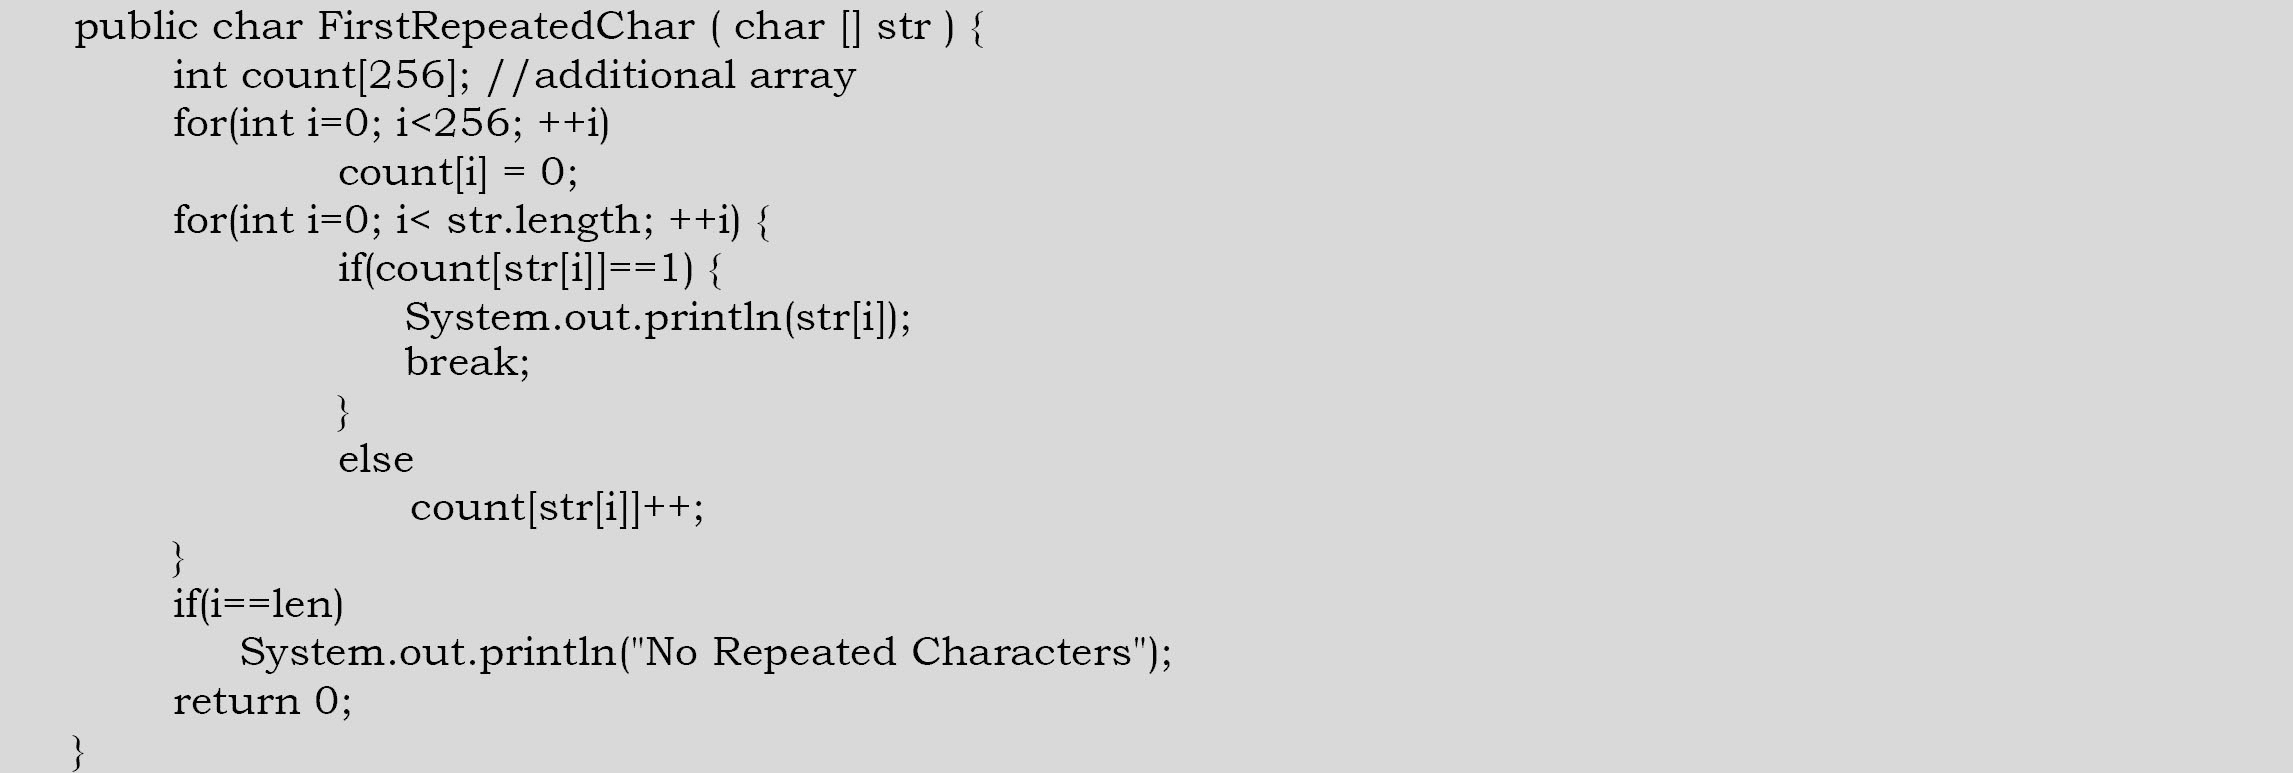 public char FirstRepeatedChar ( char [] str ) {
int count[256]; //additional array
for(int i=0; i<256; ++i)
count[i] = 0;
for(int i=0; i< str.length; ++i) {
if(count[str[i]]==1) {
System.out.println(str[i]);
break;
}
else
count[str[i]]++;
}
if(i==len)
System.out.println("No Repeated Characters");
return 0;
}